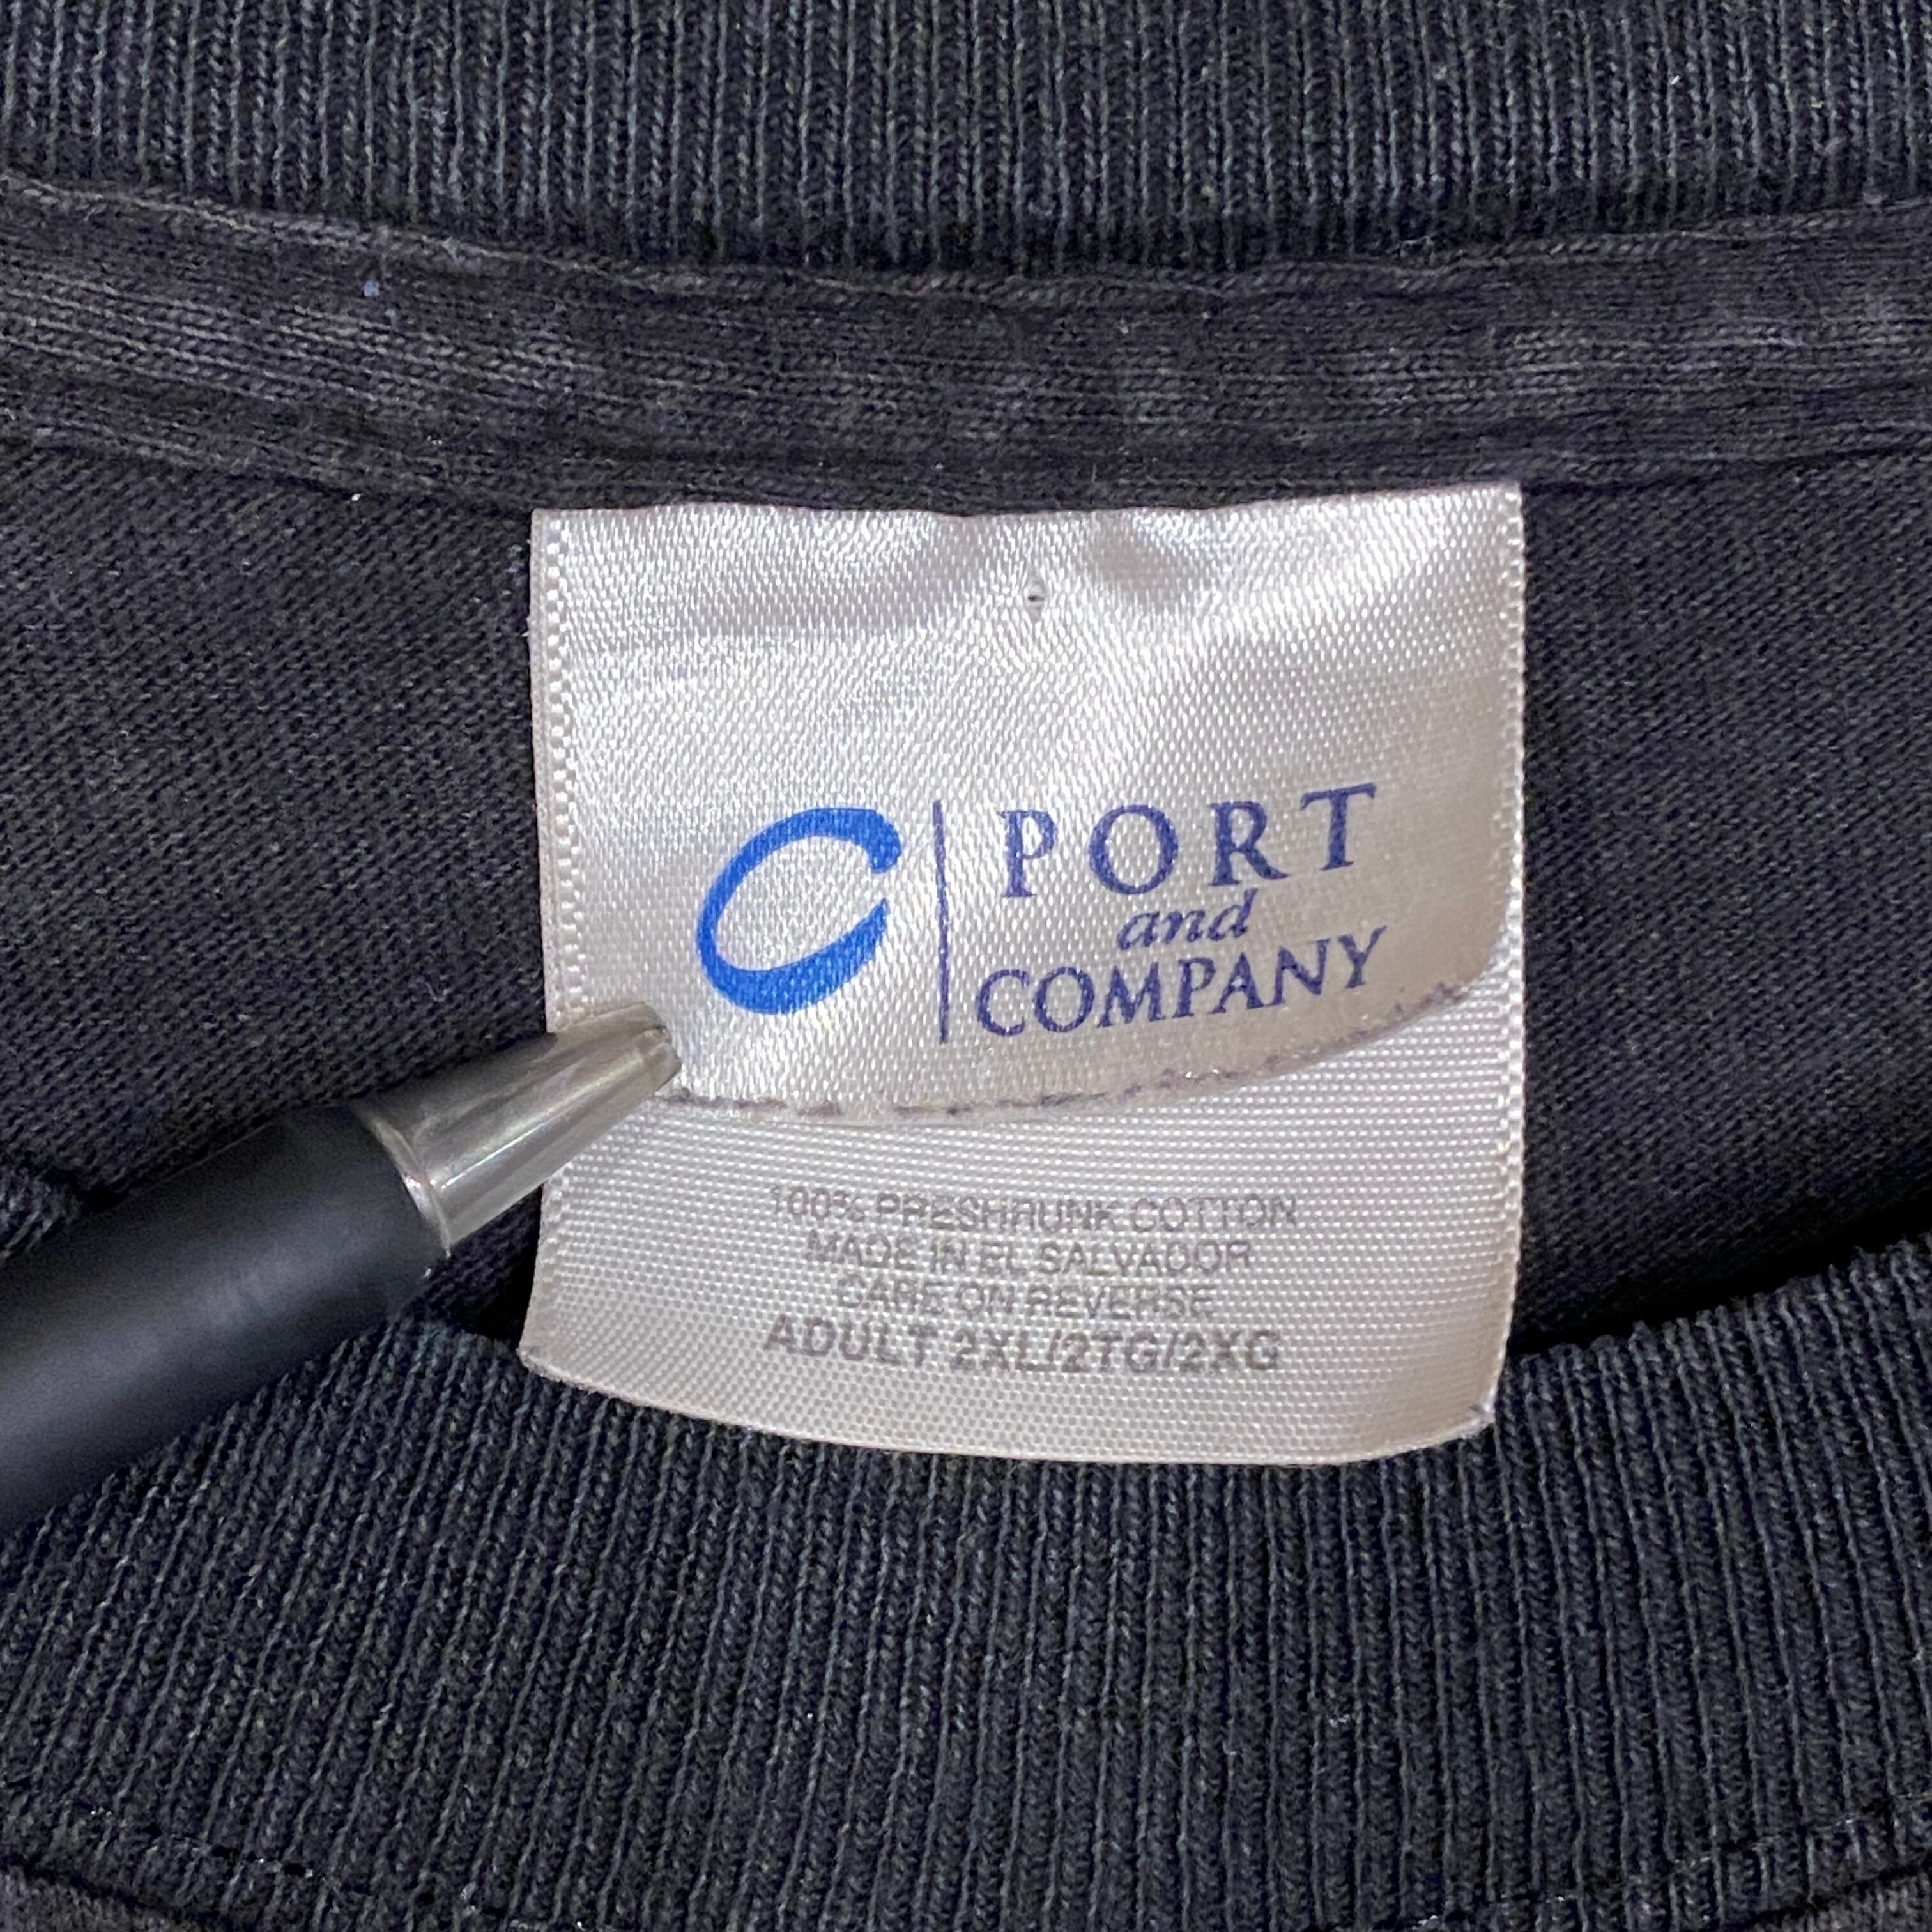 PORT
and
COMPANY
100% PRESHRUNK COTTON
MADE IN EL SALVADOR
CARE ON REVERSE
ADULT 2XL/2TG/2XG